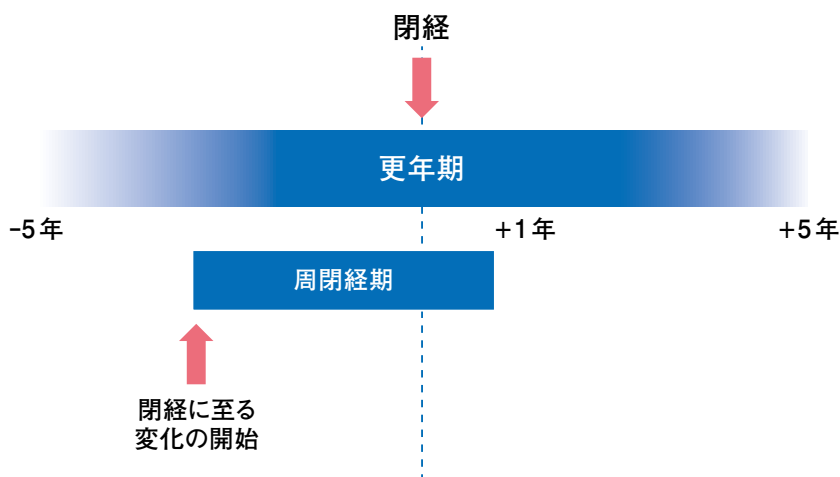 閉経
更年期
-5年
+1年
+5年
周閉経期
閉経に至る
変化の開始